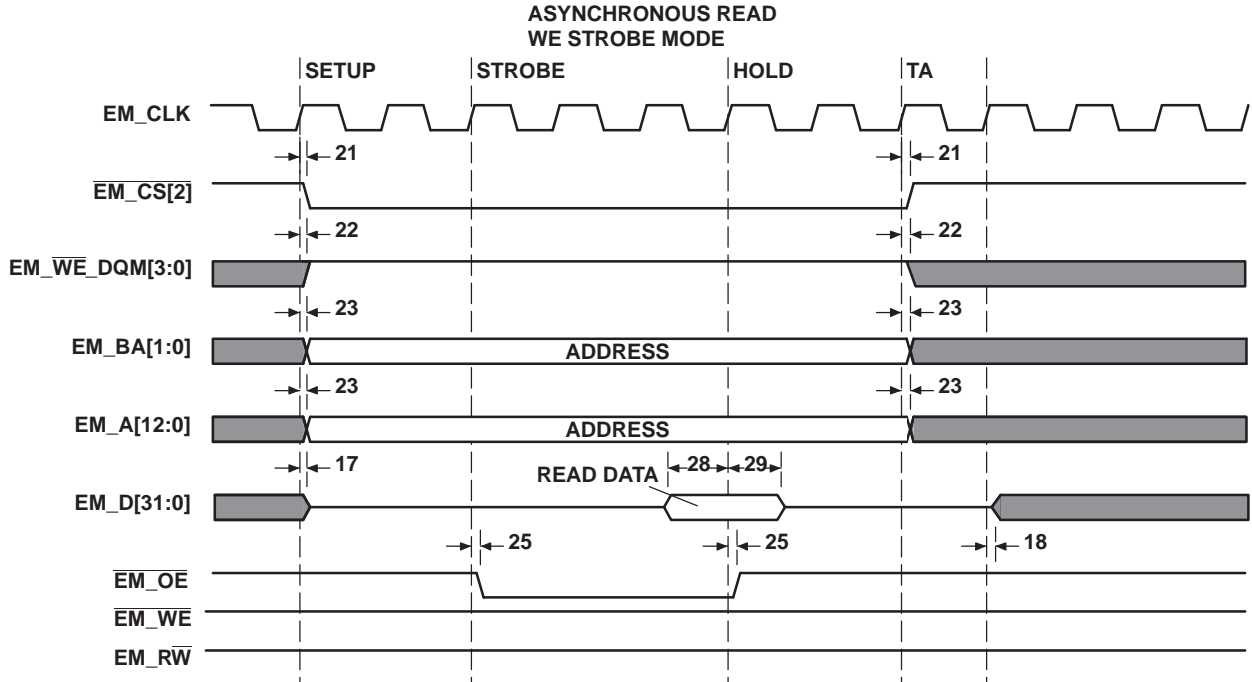 ASYNCHRONOUS READ
WE STROBE MODE
SETUP STROBE HOLD TA
EM_CLK
21 21
EM_CS[2]
22 22
EM_WE_DQM[3:0]
23 23
EM_BA[1:0] ADDRESS
23 23
EM_A[12:0] ADDRESS
17 28 29
READ DATA
EM_D[31:0]
25 25 18
EM_OE
EM_WE
EM_RW